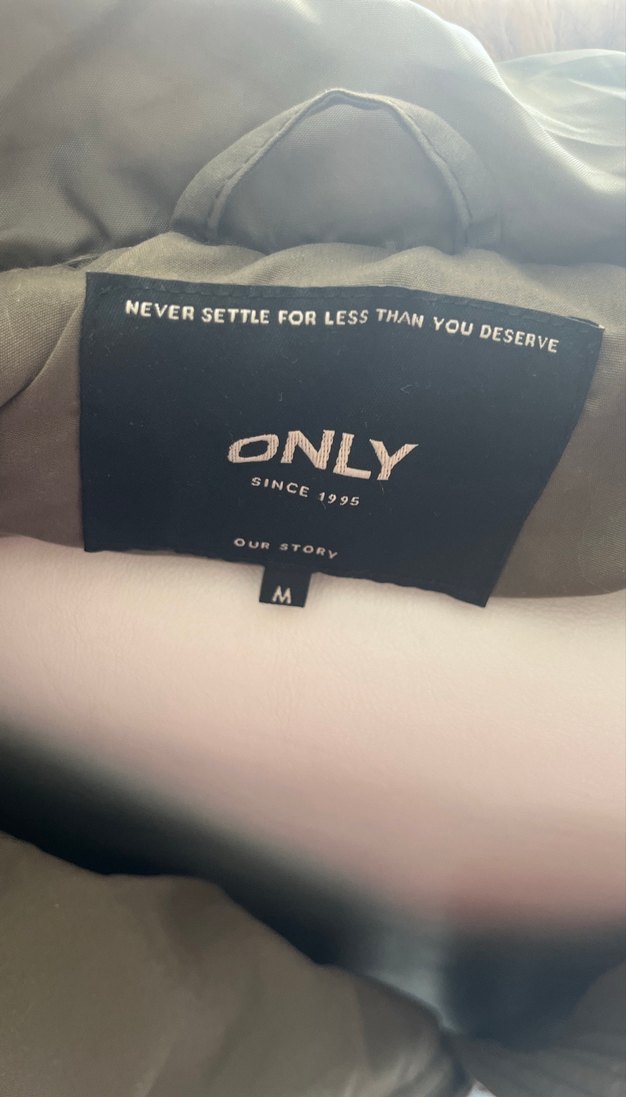 NEVER SETTLE FOR LESS THAN YOU DESERVE
ONLY
SINCE 1995
OUR STORY
M